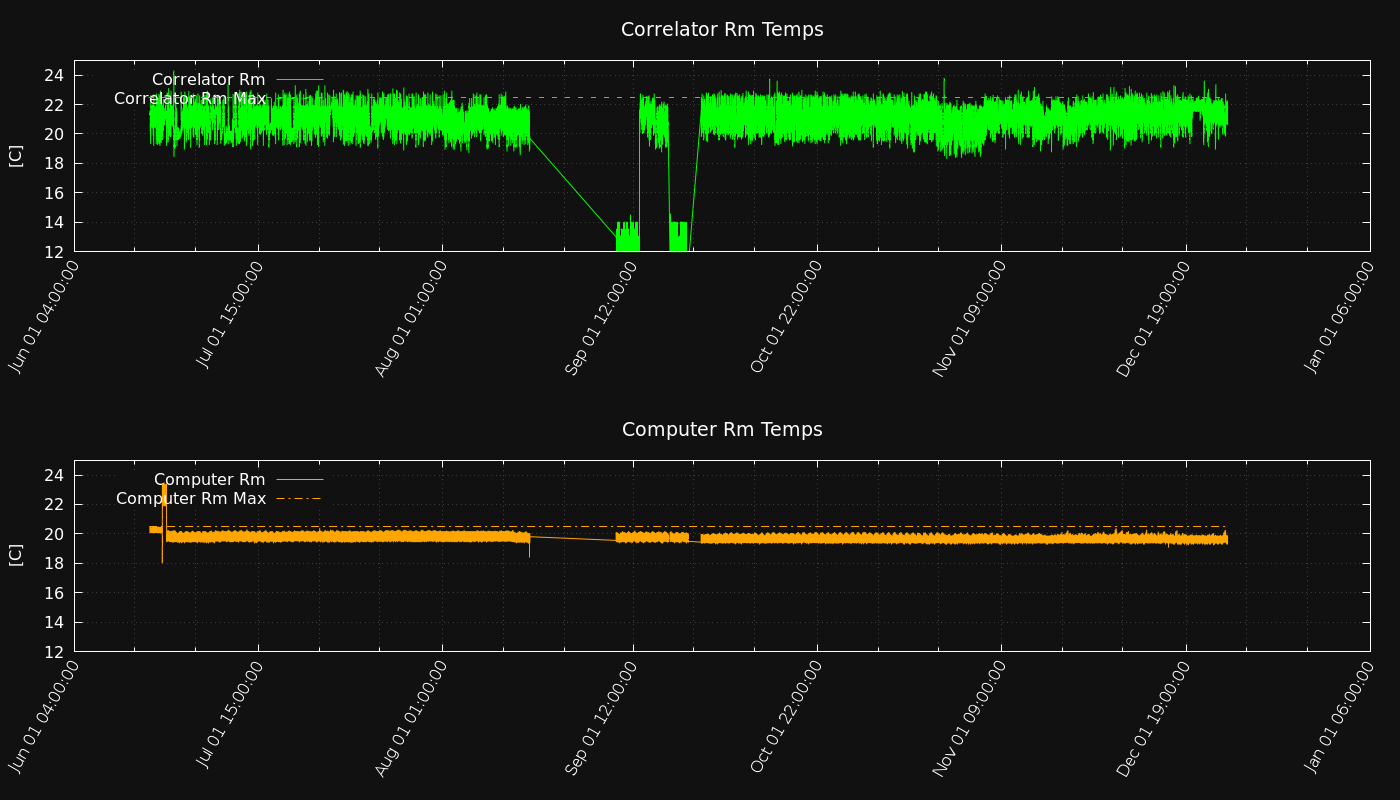 Correlator Rm Temps
Correlator Rm
Correlator Rm Max
[C]
24
22
20
18
16
14
12
Jun 01 04:00:00
Jul 01 15:00:00
Aug 01 01:00:00
Sep 01 12:00:00
Oct 01 22:00:00
Nov 01 09:00:00
Dec 01 19:00:00
Jan 01 06:00:00
Computer Rm Temps
Computer Rm
Computer Rm Max
[C]
24
22
20
18
16
14
12
Jun 01 04:00:00
Jul 01 15:00:00
Aug 01 01:00:00
Sep 01 12:00:00
Oct 01 22:00:00
Nov 01 09:00:00
Dec 01 19:00:00
Jan 01 06:00:00